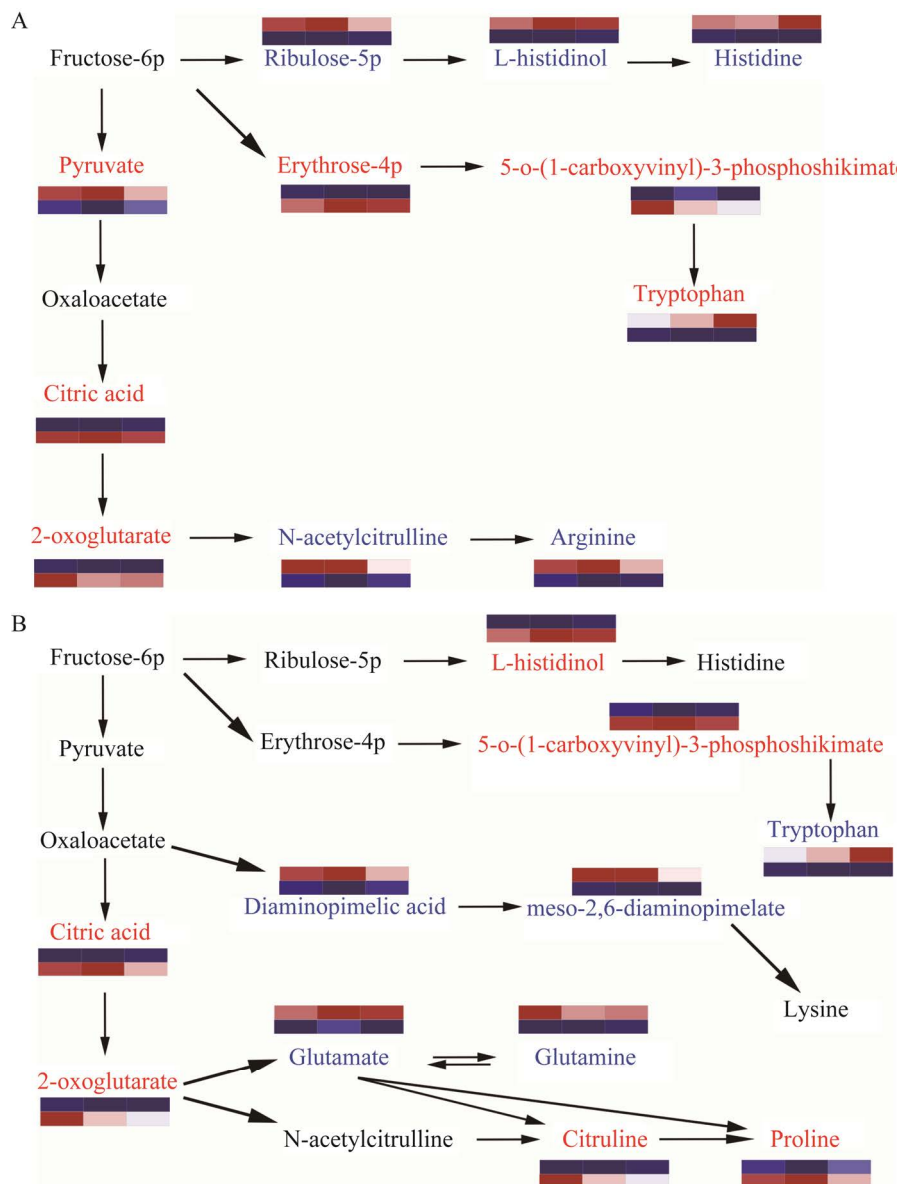 A
Fructose-6p
Ribulose-5p
L-histidinol
Histidine
Pyruvate
Erythrose-4p
5-o-(1-carboxyvinyl)-3-phosphoshikimate
Oxaloacetate
Tryptophan
Citric acid
2-oxoglutarate
N-acetylcitrulline
Arginine
B
Fructose-6p
Ribulose-5p
L-histidinol
Histidine
Pyruvate
Erythrose-4p
5-o-(1-carboxyvinyl)-3-phosphoshikimate
Oxaloacetate
Tryptophan
Diaminopimelic acid
meso-2,6-diaminopimelate
Citric acid
Lysine
Glutamate
Glutamine
2-oxoglutarate
N-acetylcitrulline
Citruline
Proline